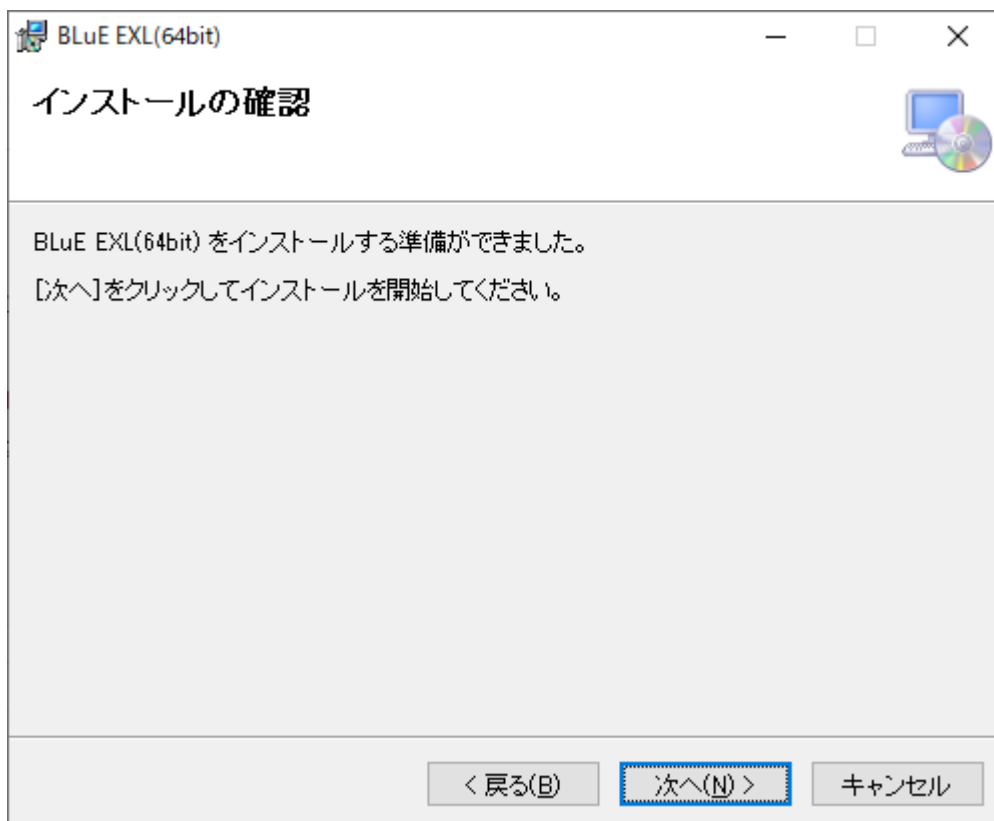 BLuE EXL(64bit)
インストールの確認
BLuE EXL(64bit) をインストールする準備ができました。
[次へ]をクリックしてインストールを開始してください。
< 戻る(B)
次へ(N) >
キャンセル